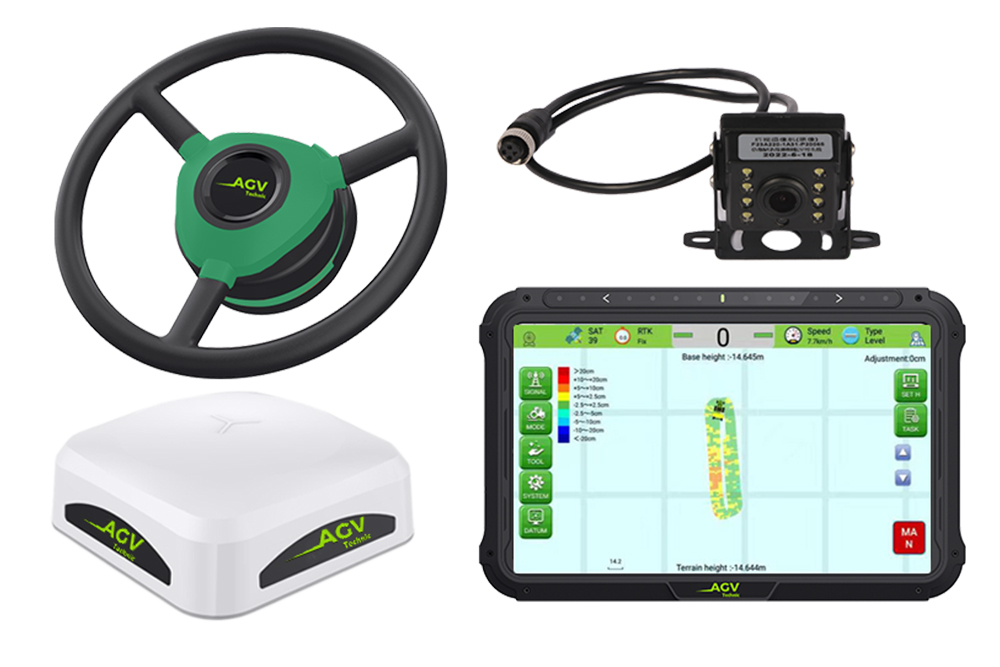 AGV
Technic
2022-6-18
SAT
39
RTK
Fix
0
Speed
7.7km/h
Type
Level
Base height :-14.645m
Adjustment:0cm
>20cm
+10~+20cm
+5~+10cm
+5~+2.5cm
-2.5~+2.5cm
-2.5~-5cm
-5~-10cm
-10~-20cm
<-20cm
SIGNAL
MODE
TOOL
SYSTEM
DATUM
SET H
TASK
MA
N
14.2
Terrain height :-14.644m
AGV
Technic
AGV
Technic
AGV
Technic